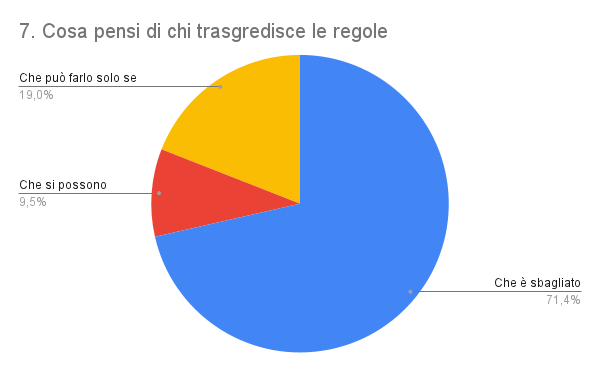 7. Cosa pensi di chi trasgredisce le regole
Che può farlo solo se
19,0%
Che si possono
9,5%
Che è sbagliato
71,4%